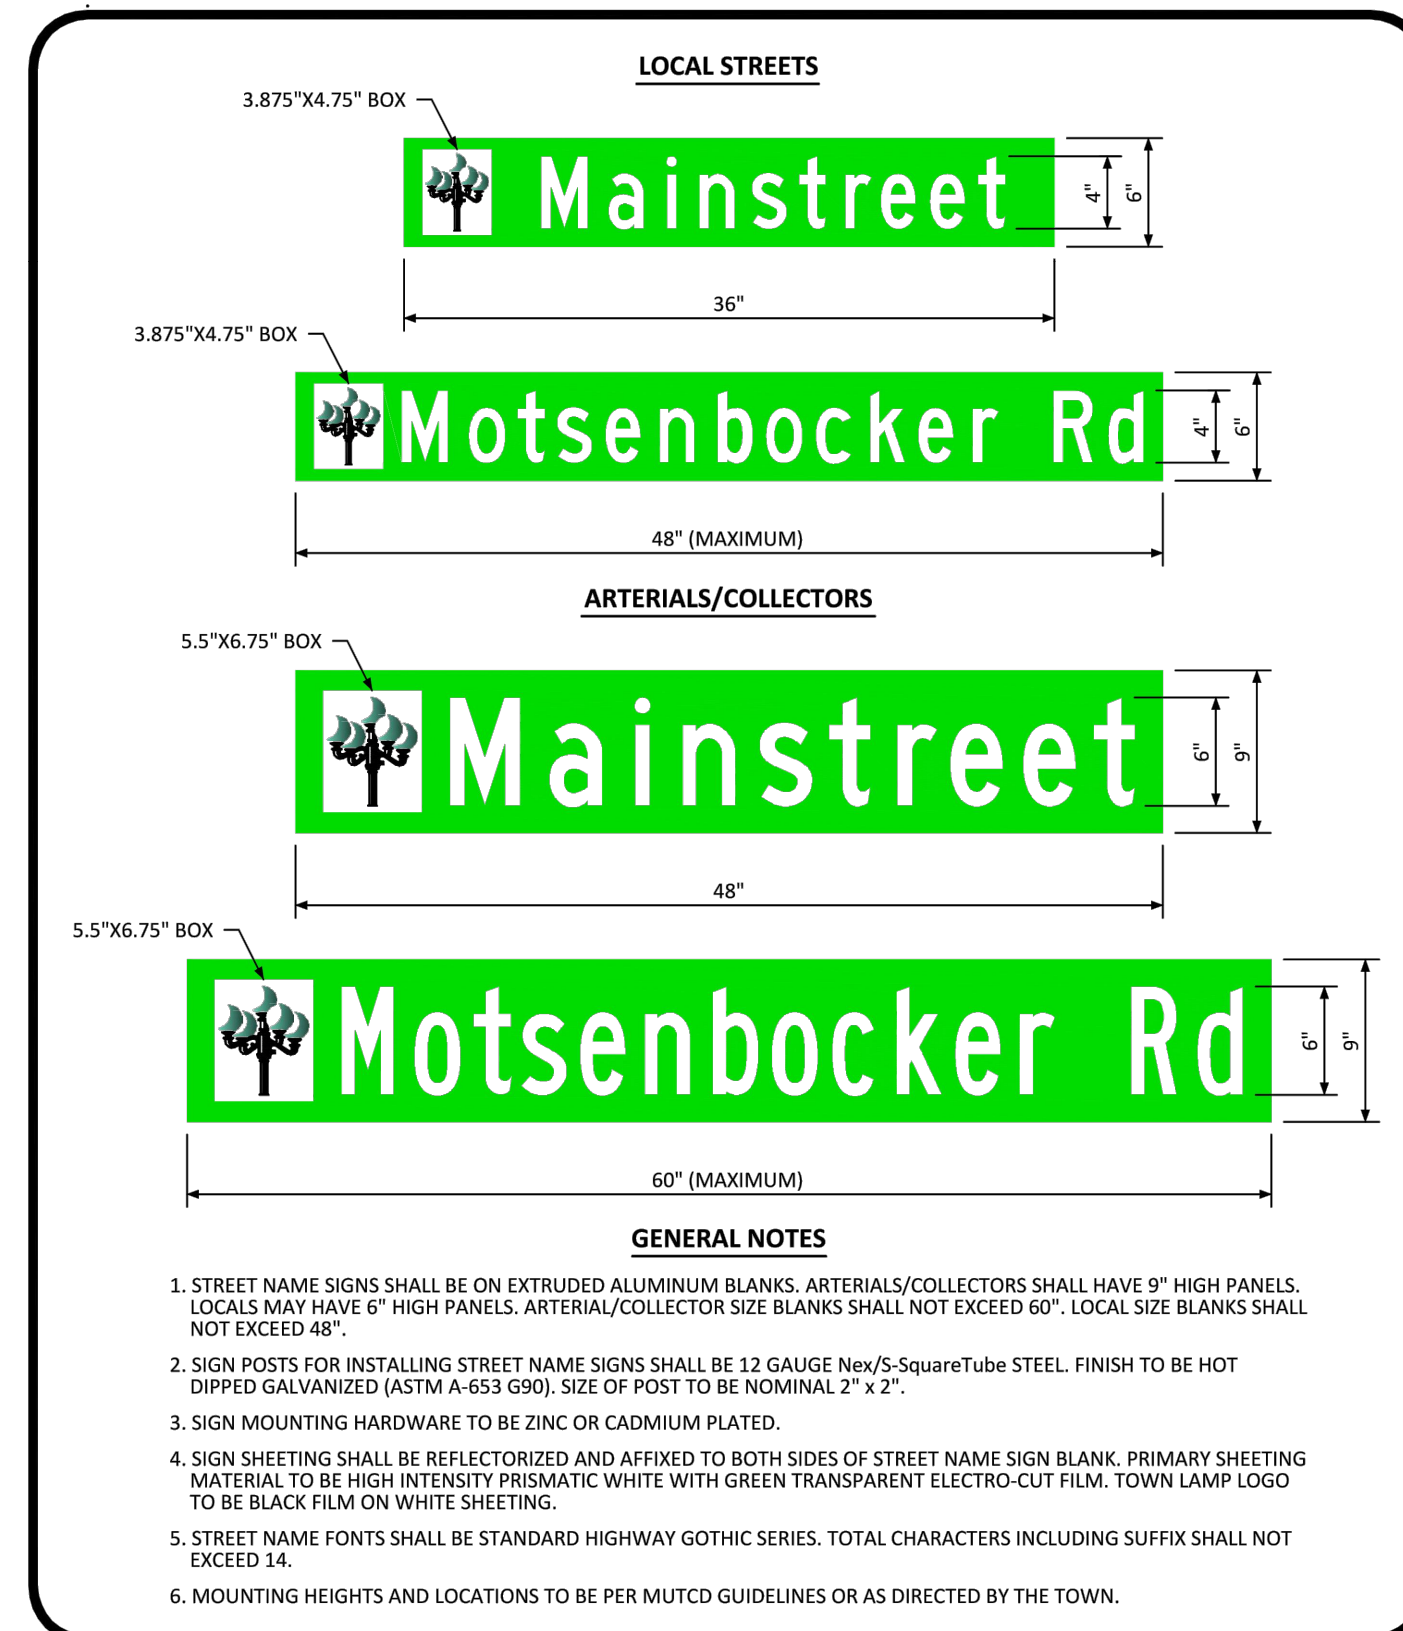 LOCAL STREETS
3.875"X4.75" BOX
Mainstreet
4"
6"
36"
3.875"X4.75" BOX
Motsenbocker Rd
4"
6"
48" (MAXIMUM)
ARTERIALS/COLLECTORS
5.5"X6.75" BOX
Mainstreet
6"
9"
48"
5.5"X6.75" BOX
Motsenbocker Rd
6"
9"
60" (MAXIMUM)
GENERAL NOTES
1. STREET NAME SIGNS SHALL BE ON EXTRUDED ALUMINUM BLANKS. ARTERIALS/COLLECTORS SHALL HAVE 9" HIGH PANELS.
LOCALS MAY HAVE 6" HIGH PANELS. ARTERIAL/COLLECTOR SIZE BLANKS SHALL NOT EXCEED 60". LOCAL SIZE BLANKS SHALL
NOT EXCEED 48".
2. SIGN POSTS FOR INSTALLING STREET NAME SIGNS SHALL BE 12 GAUGE Nex/S-SquareTube STEEL. FINISH TO BE HOT
DIPPED GALVANIZED (ASTM A-653 G90). SIZE OF POST TO BE NOMINAL 2" x 2".
3. SIGN MOUNTING HARDWARE TO BE ZINC OR CADMIUM PLATED.
4. SIGN SHEETING SHALL BE REFLECTORIZED AND AFFIXED TO BOTH SIDES OF STREET NAME SIGN BLANK. PRIMARY SHEETING
MATERIAL TO BE HIGH INTENSITY PRISMATIC WHITE WITH GREEN TRANSPARENT ELECTRO-CUT FILM. TOWN LAMP LOGO
TO BE BLACK FILM ON WHITE SHEETING.
5. STREET NAME FONTS SHALL BE STANDARD HIGHWAY GOTHIC SERIES. TOTAL CHARACTERS INCLUDING SUFFIX SHALL NOT
EXCEED 14.
6. MOUNTING HEIGHTS AND LOCATIONS TO BE PER MUTCD GUIDELINES OR AS DIRECTED BY THE TOWN.